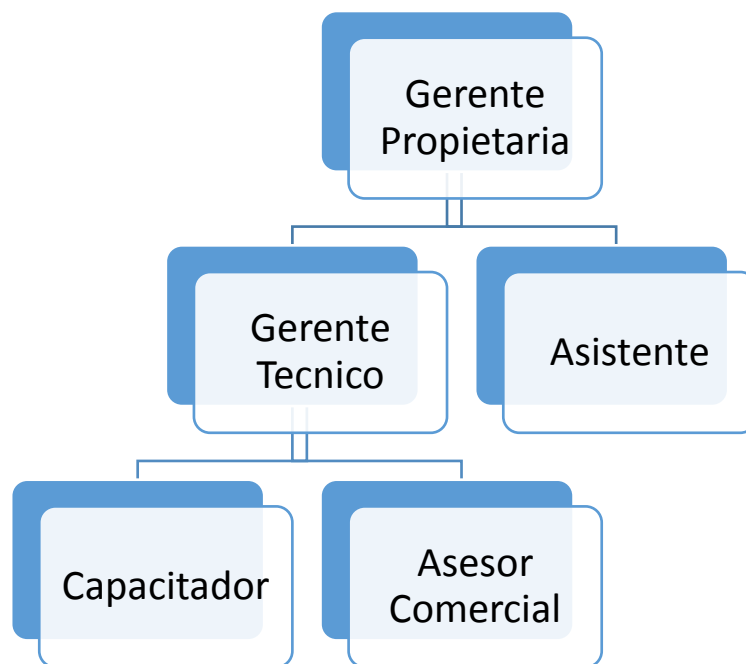 Gerente
Propietaria
Gerente
Tecnico
Asistente
Capacitador
Asesor
Comercial